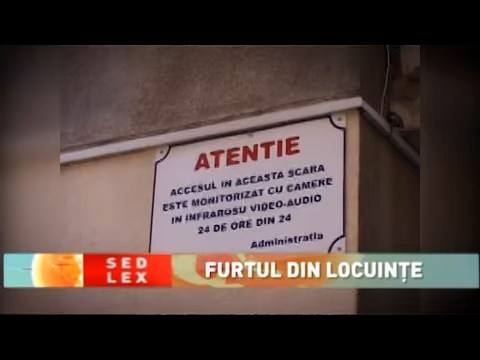 ATENTIE
ACCESUL IN ACEASTA SCARA
ESTE MONITORIZAT CU CAMERE
IN INFRAROSU VIDEO-AUDIO
24 DE ORE DIN 24
Administratia
SED
LEX
FURTUL DIN LOCUINȚE